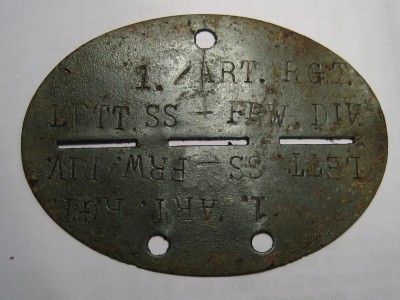 1./ART. RGT.
LETT. SS – FRW. DIV.
LETT. SS – FRW. DIV.
1. ART. RGT.